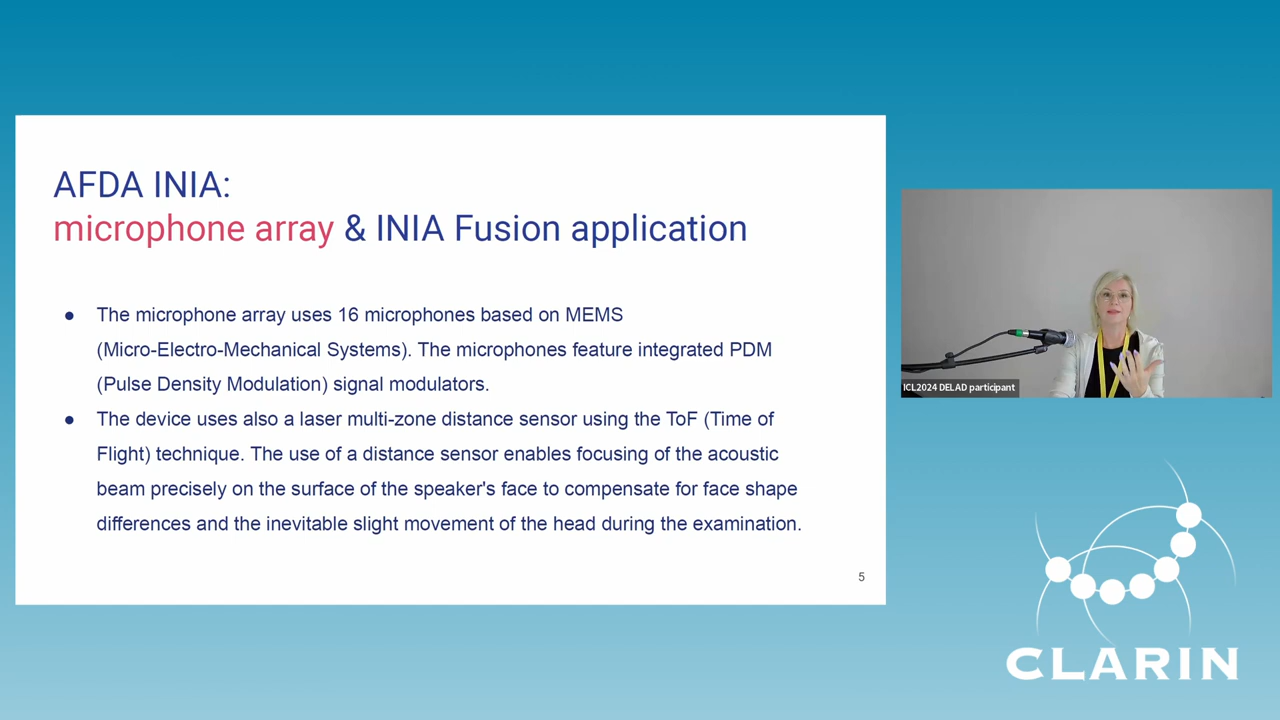 AFDA INIA:
microphone array & INIA Fusion application
● The microphone array uses 16 microphones based on MEMS
(Micro-Electro-Mechanical Systems). The microphones feature integrated PDM
(Pulse Density Modulation) signal modulators.
● The device uses also a laser multi-zone distance sensor using the ToF (Time of
Flight) technique. The use of a distance sensor enables focusing of the acoustic
beam precisely on the surface of the speaker's face to compensate for face shape
differences and the inevitable slight movement of the head during the examination.
5
ICL2024 DELAD participant
CLARIN